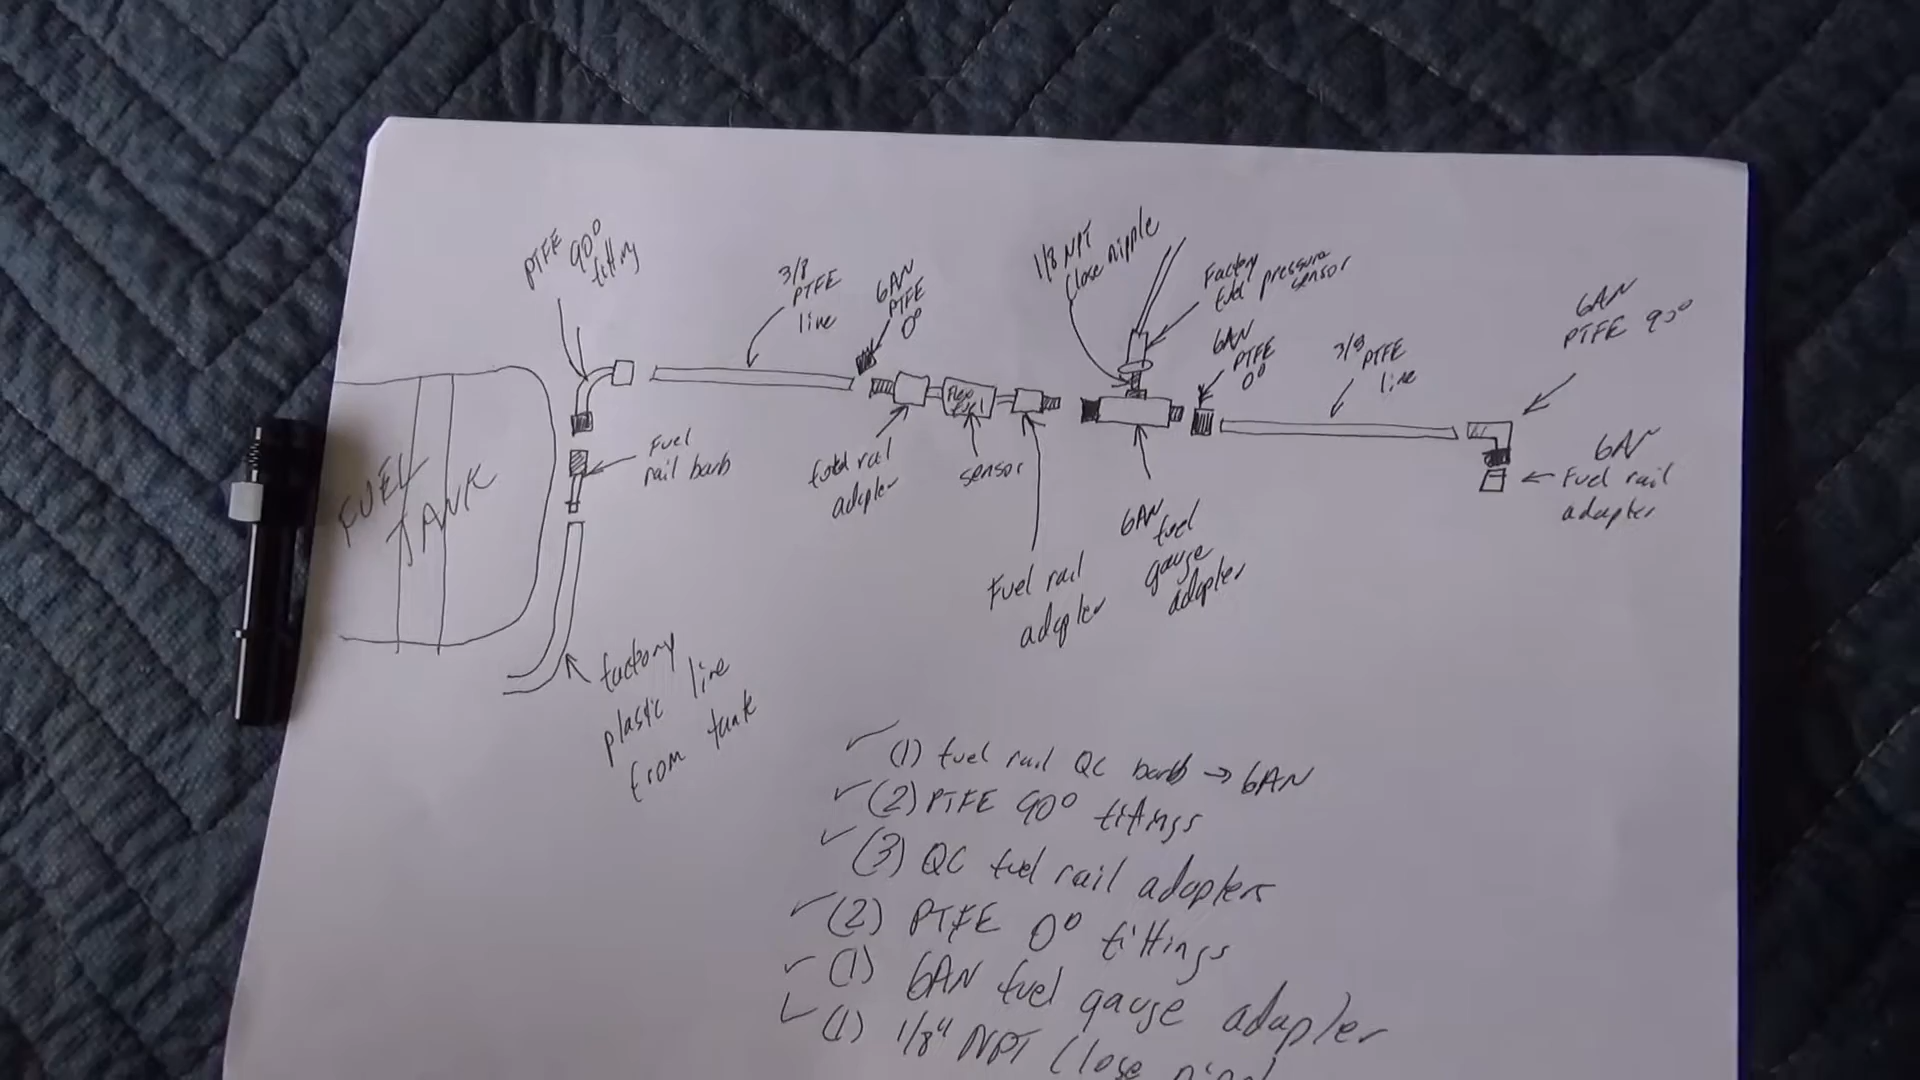 PTFE 90°
fitting
3/8
PTFE
line
6AN
PTFE
0°
1/8 NPT
close nipple
Factory
fuel pressure
sensor
6AN
PTFE
0°
3/8
PTFE
line
6AN
PTFE 90°
FUEL
TANK
Fuel
rail barb
rail
adapter
Flex
fuel
sensor
Fuel rail
adapter
6AN
fuel
gauge
adapter
6AN
Fuel rail
adapter
factory
plastic line
from tank
(1) fuel rail QC barb → 6AN
(2) PTFE 90° fittings
(3) QC fuel rail adapters
(2) PTFE 0° fittings
(1) 6AN fuel gauge adapter
(1) 1/8" NPT close